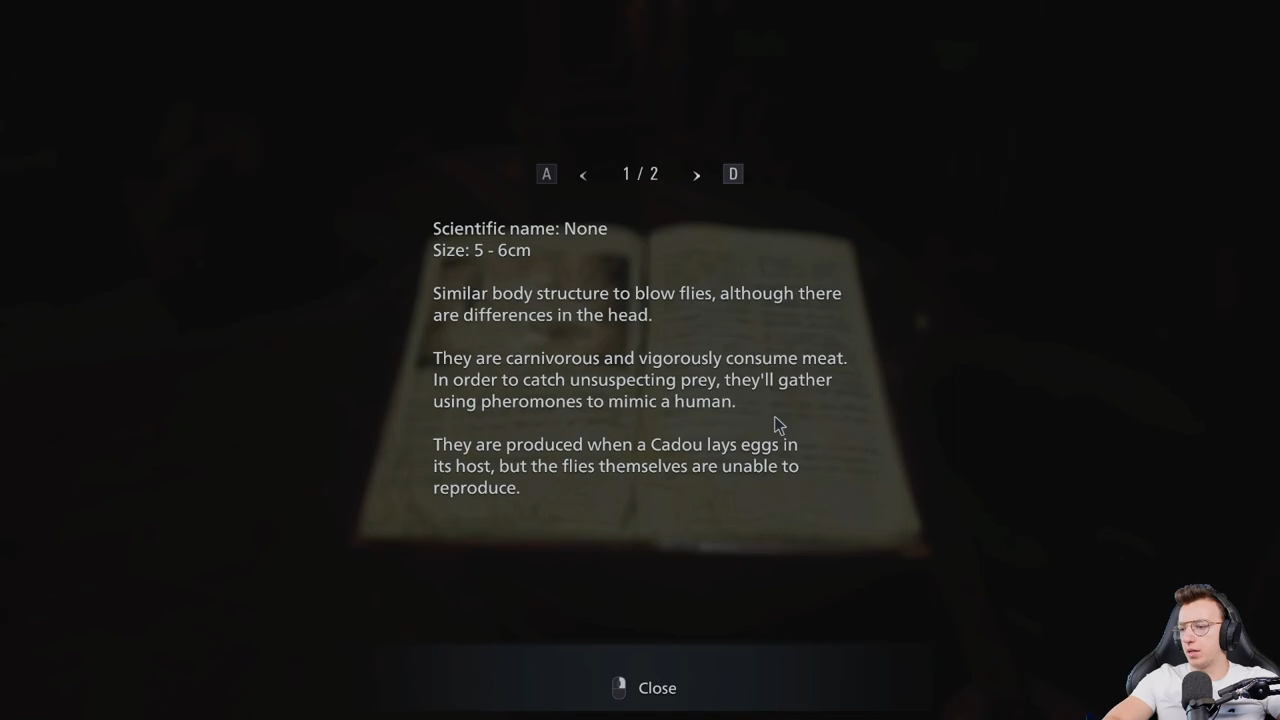 A < 1 / 2 > D
Scientific name: None
Size: 5 - 6cm
Similar body structure to blow flies, although there
are differences in the head.
They are carnivorous and vigorously consume meat.
In order to catch unsuspecting prey, they'll gather
using pheromones to mimic a human.
They are produced when a Cadou lays eggs in
its host, but the flies themselves are unable to
reproduce.
Close